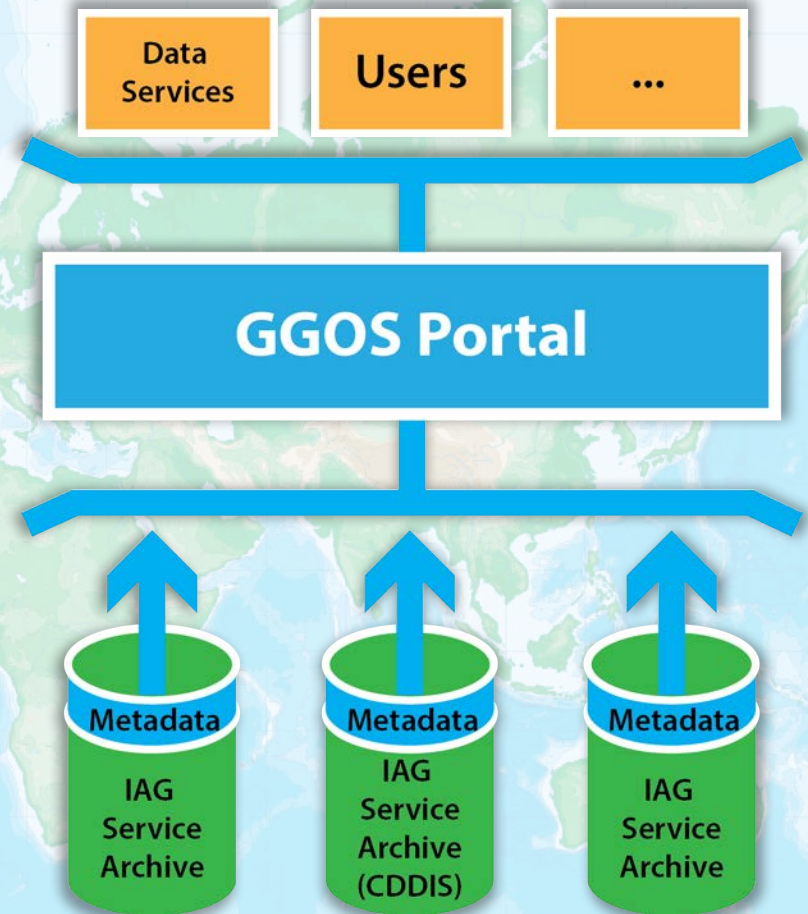 Data
Services
Users
...
GGOS Portal
Metadata
IAG
Service
Archive
Metadata
IAG
Service
Archive
(CDDIS)
Metadata
IAG
Service
Archive